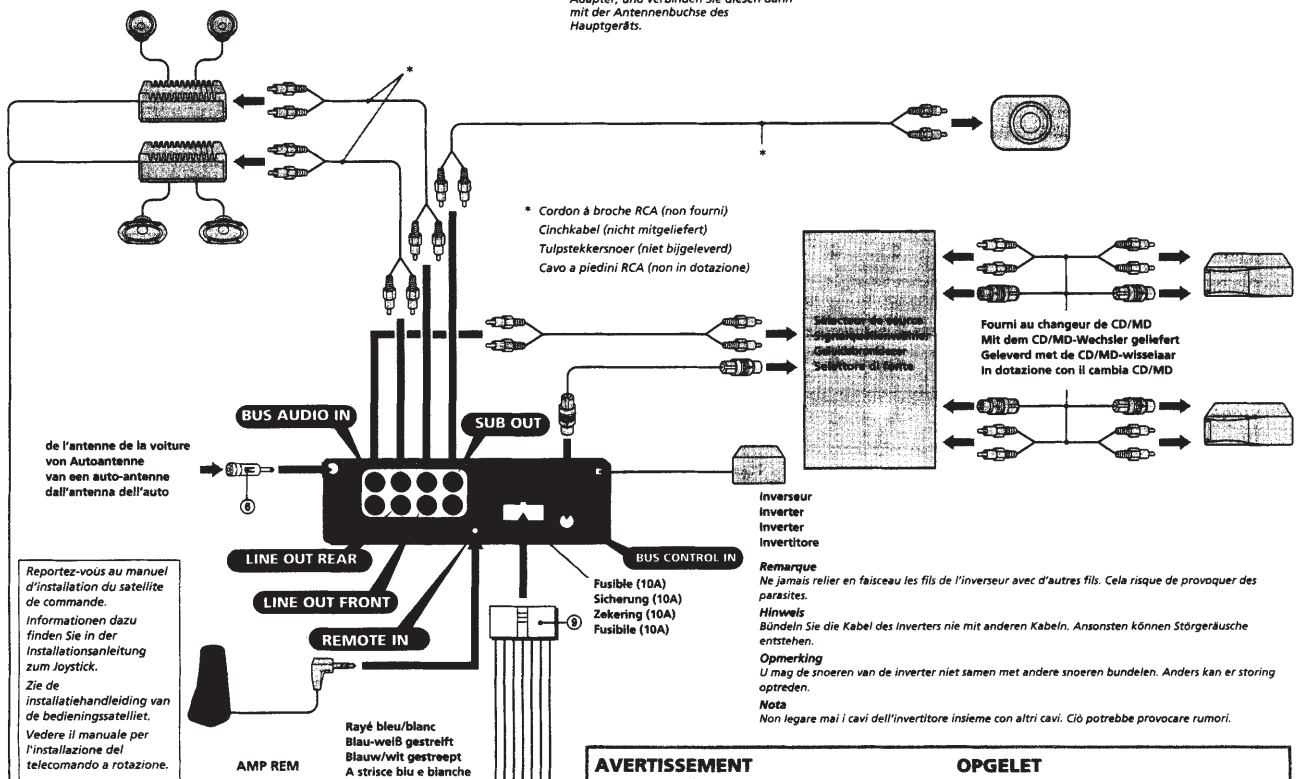 Adapter, und verbinden Sie diesen dann
mit der Antennenbuchse des
Hauptgeräts.
*
*
* Cordon à broche RCA (non fourni)
Cinchkabel (nicht mitgeliefert)
Tulpstekkersnoer (niet bijgeleverd)
Cavo a piedini RCA (non in dotazione)
Sélecteur de source
Selettore di fonte
Fourni au changeur de CD/MD
Mit dem CD/MD-Wechsler geliefert
Geleverd met de CD/MD-wisselaar
In dotazione con il cambia CD/MD
BUS AUDIO IN
SUB OUT
de l'antenne de la voiture
von Autoantenne
van een auto-antenne
dall'antenna dell'auto
6
Inverseur
Inverter
Inverter
Invertitore
LINE OUT REAR
BUS CONTROL IN
LINE OUT FRONT
REMOTE IN
Fusible (10A)
Sicherung (10A)
Zekering (10A)
Fusibile (10A)
9
Remarque
Ne jamais relier en faisceau les fils de l'inverseur avec d'autres fils. Cela risque de provoquer des
parasites.
Hinweis
Bündeln Sie die Kabel des Inverters nie mit anderen Kabeln. Ansonsten können Störgeräusche
entstehen.
Opmerking
U mag de snoeren van de inverter niet samen met andere snoeren bundelen. Anders kan er storing
optreden.
Nota
Non legare mai i cavi dell'invertitore insieme con altri cavi. Ciò potrebbe provocare rumori.
Reportez-vous au manuel
d'installation du satellite
de commande.
Informationen dazu
finden Sie in der
Installationsanleitung
zum Joystick.
Zie de
installatiehandleiding van
de bedieningssatelliet.
Vedere il manuale per
l'installazione del
telecomando a rotazione.
AMP REM
Rayé bleu/blanc
Blau-weiß gestreift
Blauw/wit gestreept
A strisce blu e bianche
AVERTISSEMENT
OPGELET